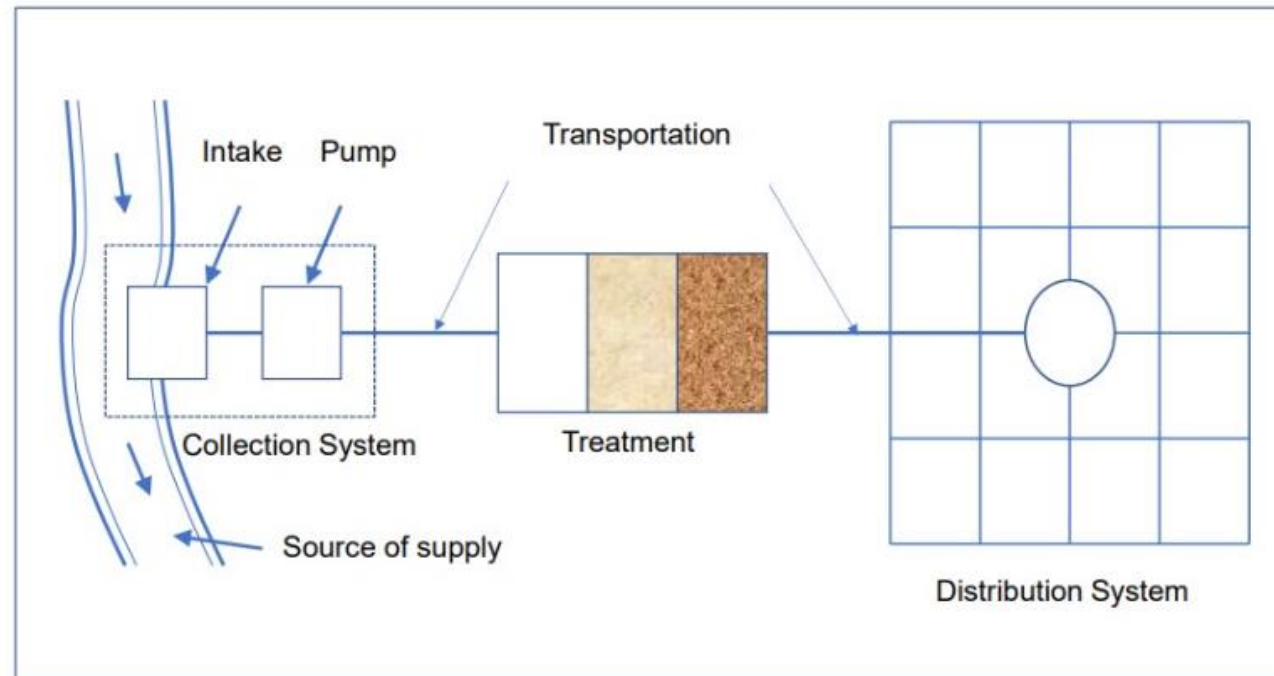 Transportation
Intake
Pump
Collection System
Treatment
Source of supply
Distribution System